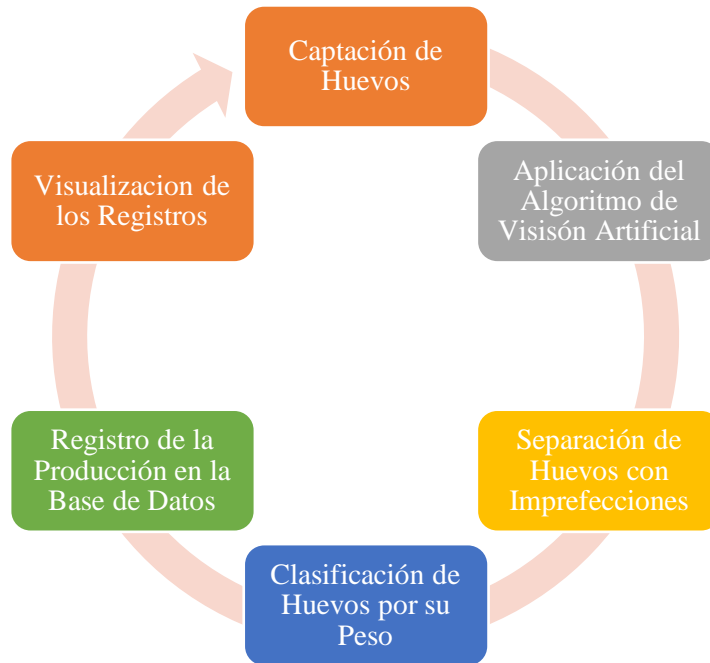 Captación de
Huevos
Aplicación del
Algoritmo de
Visisón Artificial
Separación de
Huevos con
Imprefecciones
Clasificación de
Huevos por su
Peso
Registro de la
Producción en la
Base de Datos
Visualizacion de
los Registros